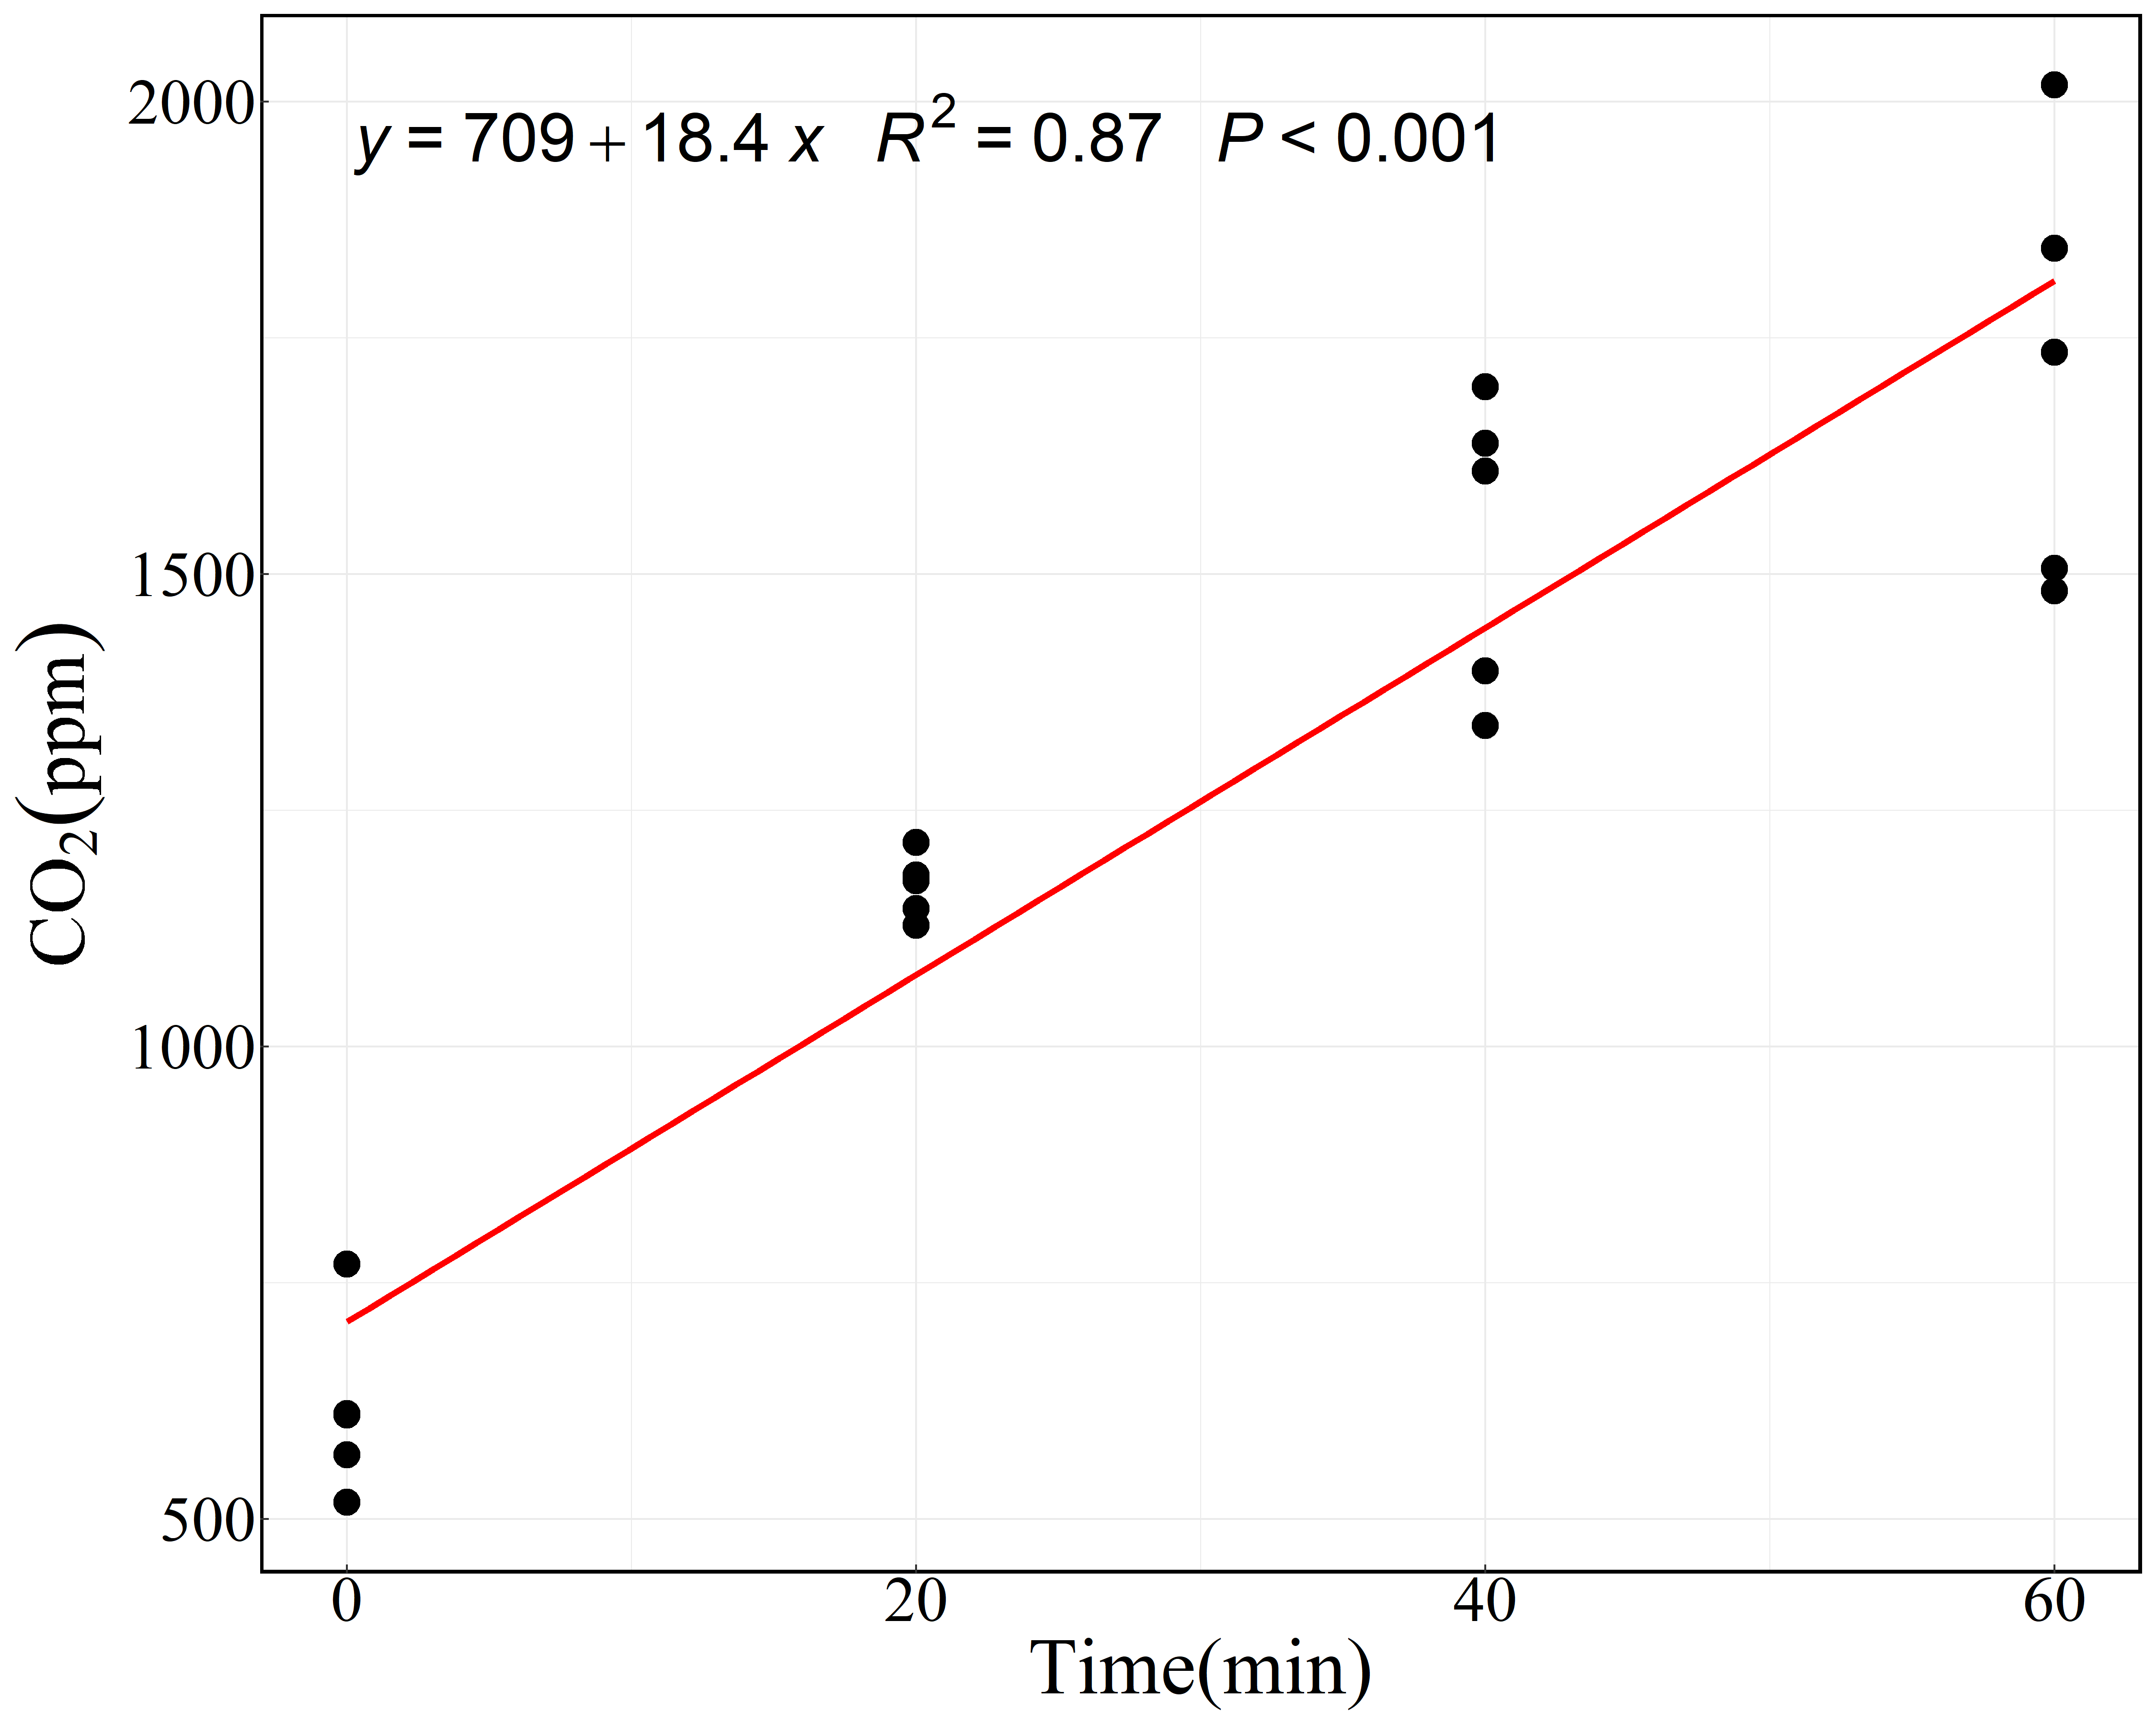 2000
y = 709 + 18.4 x R² = 0.87 P < 0.001
1500
CO₂(ppm)
1000
500
0 20 40 60
Time(min)